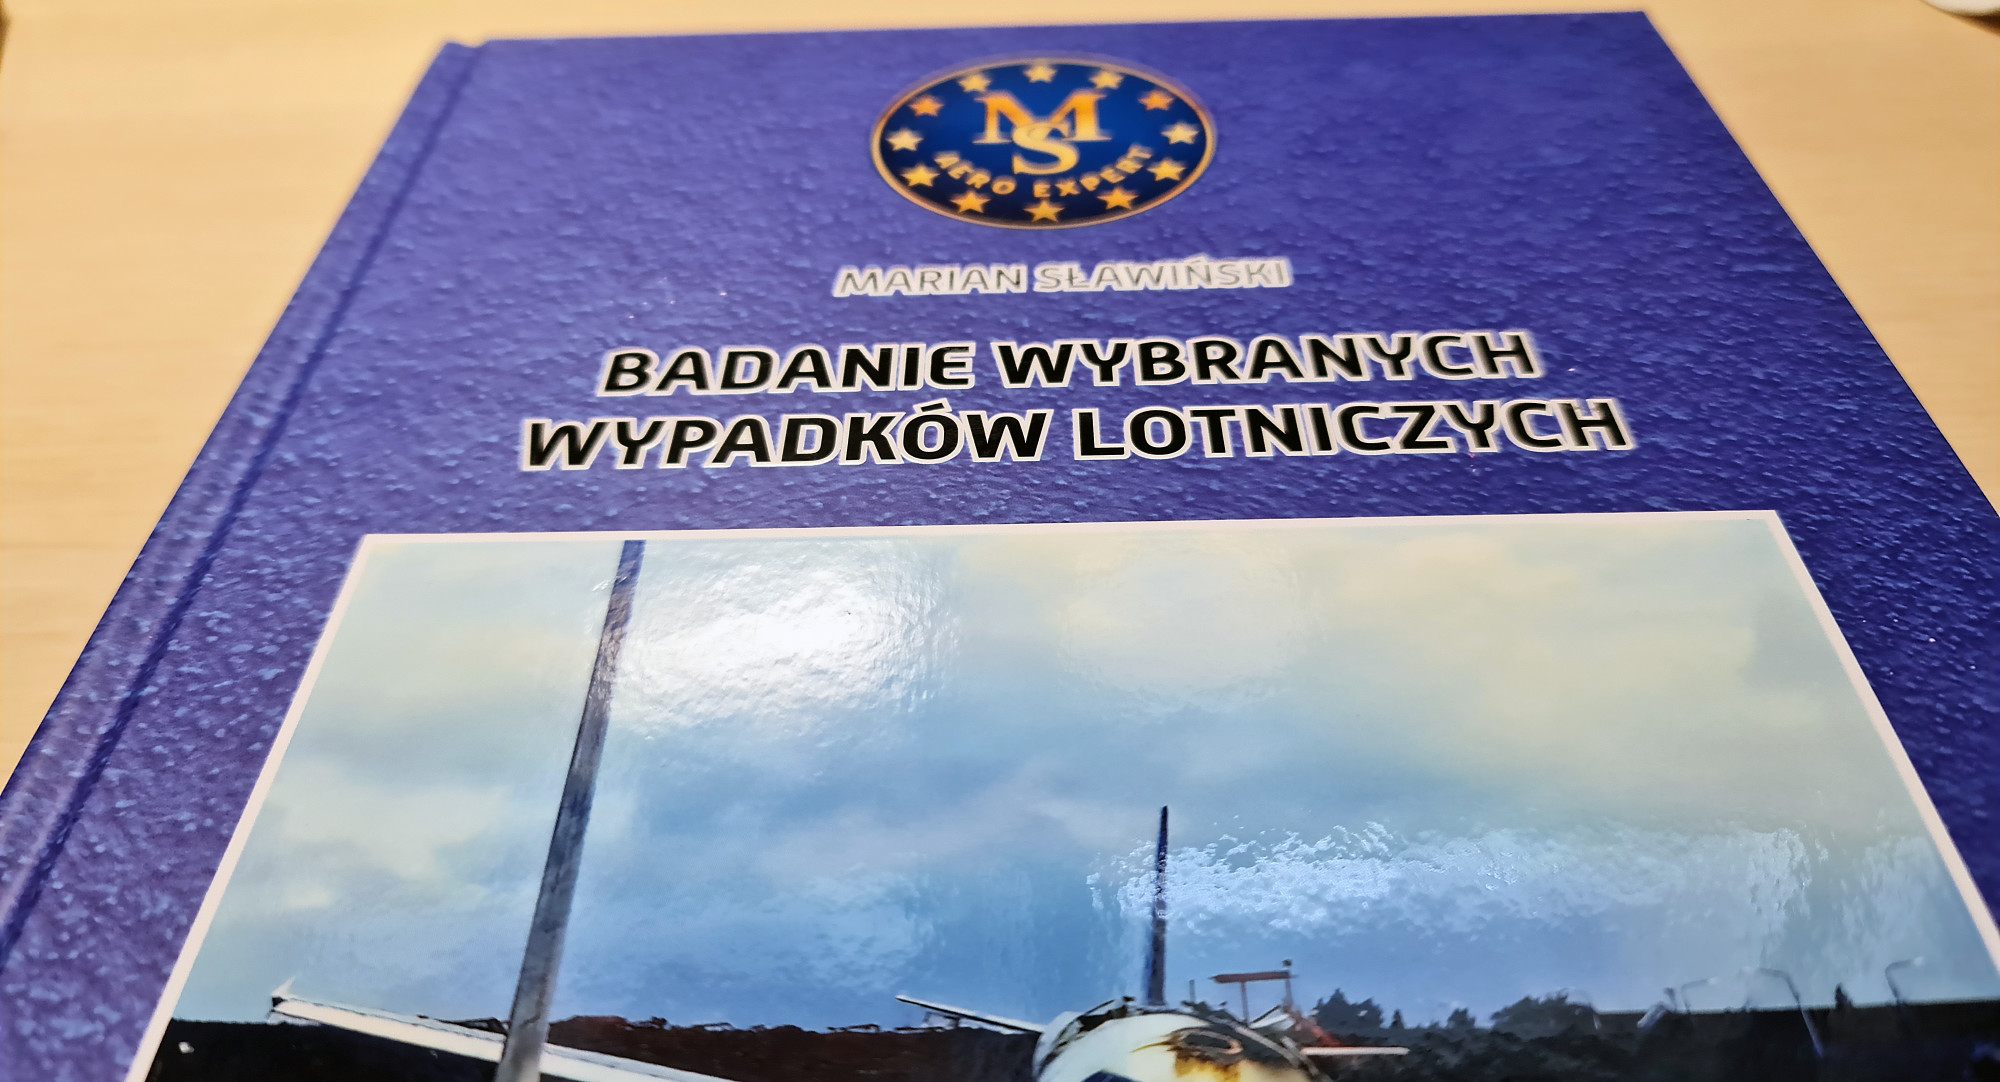 MS
AERO EXPERT
MARIAN SŁAWIŃSKI
BADANIE WYBRANYCH
WYPADKÓW LOTNICZYCH